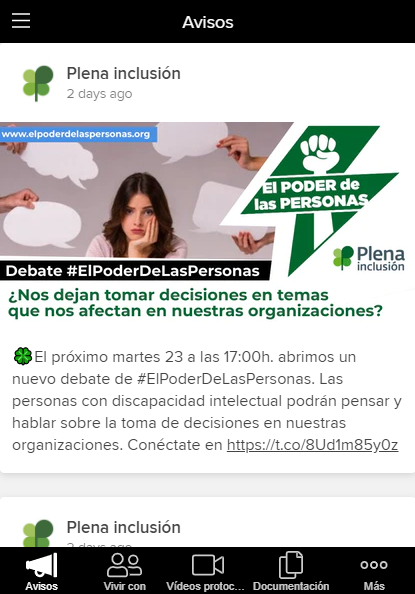 Avisos
Plena inclusión
2 days ago
www.elpoderdelaspersonas.org
El PODER de
las PERSONAS
Plena
inclusión
Debate #ElPoderDeLasPersonas
¿Nos dejan tomar decisiones en temas
que nos afectan en nuestras organizaciones?
🍀El próximo martes 23 a las 17:00h. abrimos un
nuevo debate de #ElPoderDeLasPersonas. Las
personas con discapacidad intelectual podrán pensar y
hablar sobre la toma de decisiones en nuestras
organizaciones. Conéctate en https://t.co/8Ud1m85y0z
Plena inclusión
2 days ago
Avisos
Vivir con
Vídeos protoc...
Documentación
Más